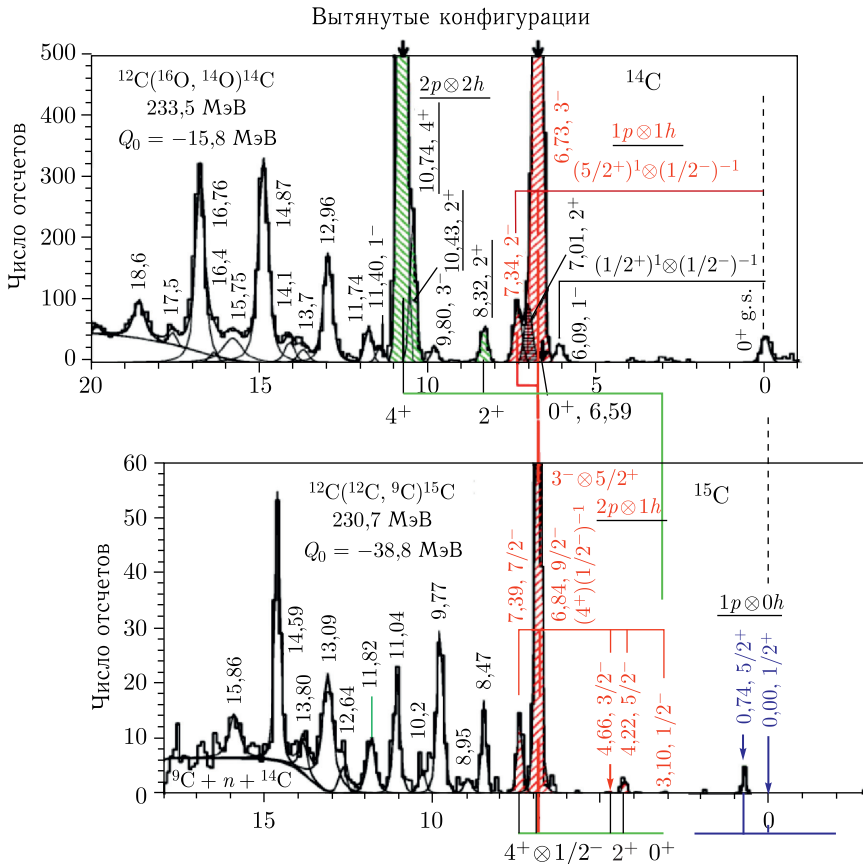 Вытянутые конфигурации
Число отсчетов
500
400
300
200
100
0
¹²C(¹⁶O, ¹⁴O)¹⁴C
233,5 МэВ
Q₀ = −15,8 МэВ
2p⊗2h
¹⁴C
1p⊗1h
(5/2⁺)¹⊗(1/2⁻)⁻¹
(1/2⁺)¹⊗(1/2⁻)⁻¹
18,6
17,5
16,76
16,4
15,75
14,87
14,1
13,7
12,96
11,74
11,40, 1⁻
10,74, 4⁺
10,43, 2⁺
9,80, 3⁻
8,32, 2⁺
7,34, 2⁻
6,73, 3⁻
7,01, 2⁺
6,09, 1⁻
0⁺ g.s.
20 15 10 5 0
4⁺ 2⁺ 0⁺, 6,59
Число отсчетов
60
50
40
30
20
10
0
¹²C(¹²C, ⁹C)¹⁵C
230,7 МэВ
Q₀ = −38,8 МэВ
3⁻⊗5/2⁺
2p⊗1h
¹⁵C
1p⊗0h
15,86
14,59
13,80
13,09
12,64
11,82
11,04
10,2
9,77
8,95
8,47
7,39, 7/2⁻
6,84, 9/2⁻
(4⁺)(1/2⁻)⁻¹
4,66, 3/2⁻
4,22, 5/2⁻
3,10, 1/2⁻
0,74, 5/2⁺
0,00, 1/2⁺
⁹C + n + ¹⁴C
15 10 0
4⁺⊗1/2⁻ 2⁺ 0⁺